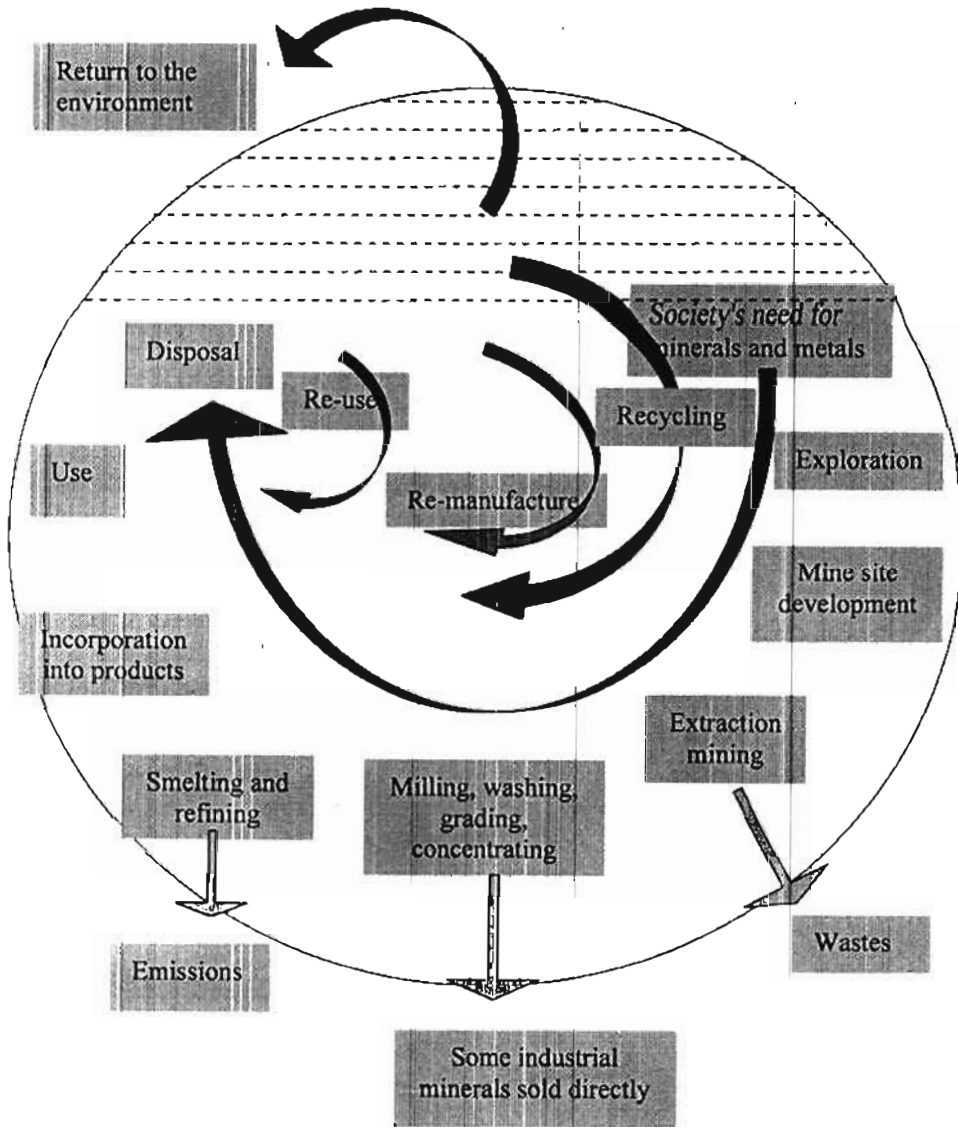 Return to the
environment
Society's need for
minerals and metals
Disposal
Re-use
Recycling
Use
Exploration
Re-manufacture
Mine site
development
Incorporation
into products
Extraction
mining
Smelting and
refining
Milling, washing,
grading,
concentrating
Wastes
Emissions
Some industrial
minerals sold directly